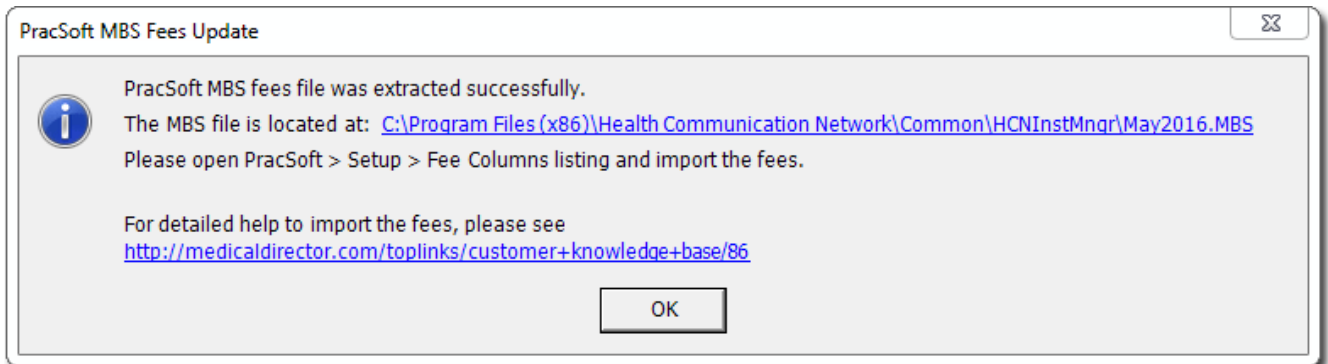 PracSoft MBS Fees Update
PracSoft MBS fees file was extracted successfully.
The MBS file is located at: C:\Program Files (x86)\Health Communication Network\Common\HCNInstMngr\May2016.MBS
Please open PracSoft > Setup > Fee Columns listing and import the fees.
For detailed help to import the fees, please see
http://medicaldirector.com/toplinks/customer+knowledge+base/86
OK